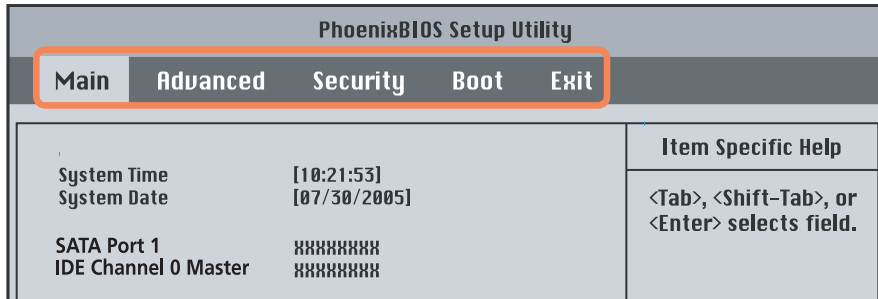 PhoenixBIOS Setup Utility
Main Advanced Security Boot Exit
Item Specific Help
System Time [10:21:53]
System Date [07/30/2005]
<Tab>, <Shift-Tab>, or
<Enter> selects field.
SATA Port 1 XXXXXXXX
IDE Channel 0 Master XXXXXXXX